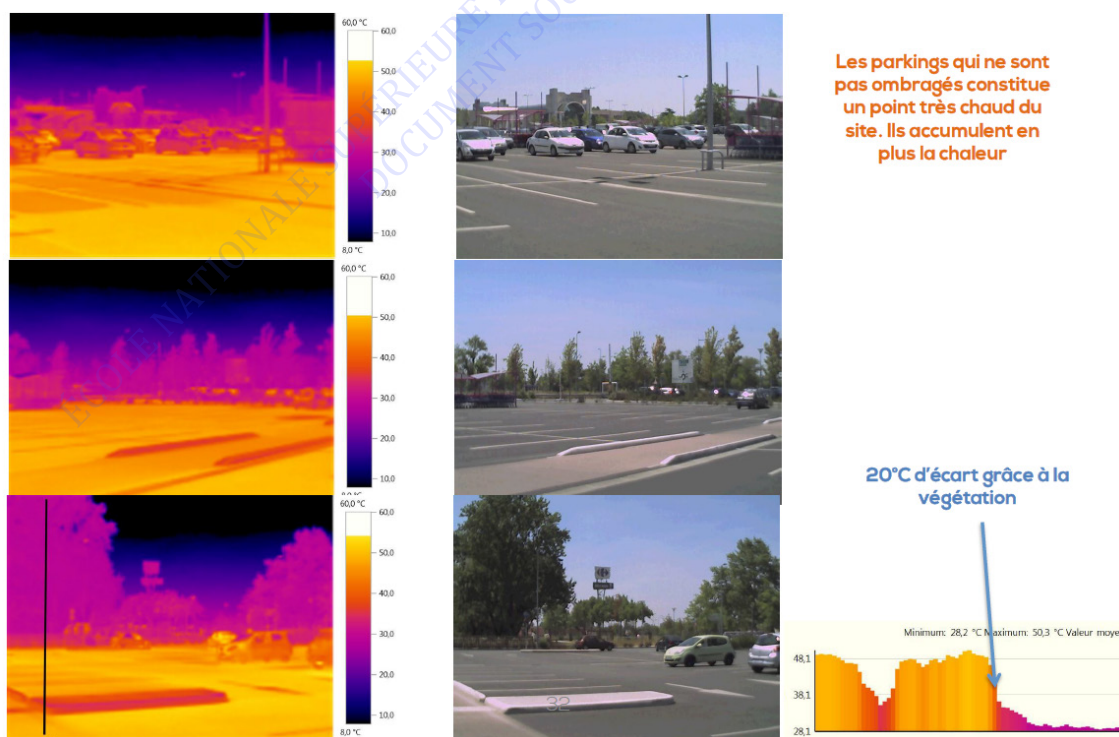 60,0 °C
60,0
50,0
40,0
30,0
20,0
10,0
8,0 °C
Les parkings qui ne sont
pas ombragés constitue
un point très chaud du
site. Ils accumulent en
plus la chaleur
60,0 °C
60,0
50,0
40,0
30,0
20,0
10,0
20°C d'écart grâce à la
végétation
60,0 °C
60,0
50,0
40,0
30,0
20,0
10,0
8,0 °C
32
Minimum: 28,2 °C Maximum: 50,3 °C Valeur moye
48,1
38,1
28,1
NATIONALE SUPÉRIEURE
DOCUMENT